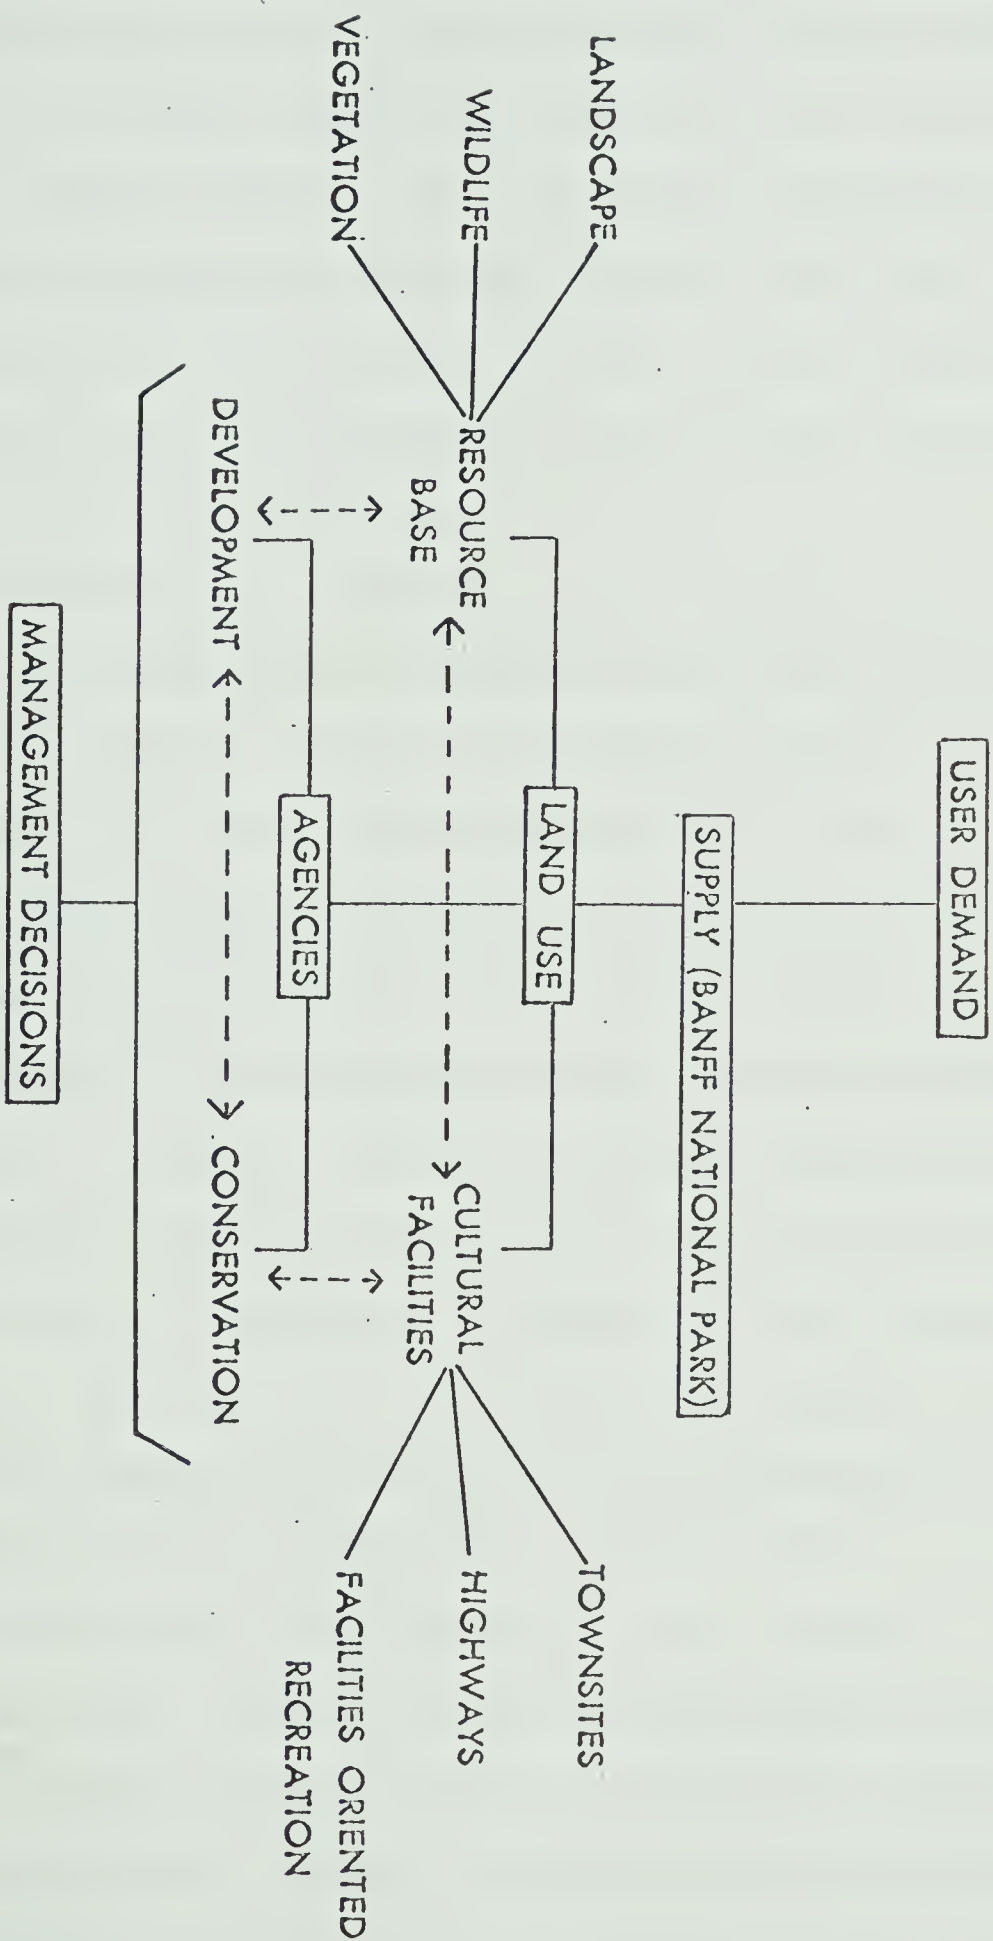 USER DEMAND
SUPPLY (BANFF NATIONAL PARK)
LAND USE
LANDSCAPE
WILDLIFE
VEGETATION
RESOURCE
BASE
CULTURAL
FACILITIES
TOWNSITES
HIGHWAYS
FACILITIES ORIENTED
RECREATION
AGENCIES
DEVELOPMENT
CONSERVATION
MANAGEMENT DECISIONS